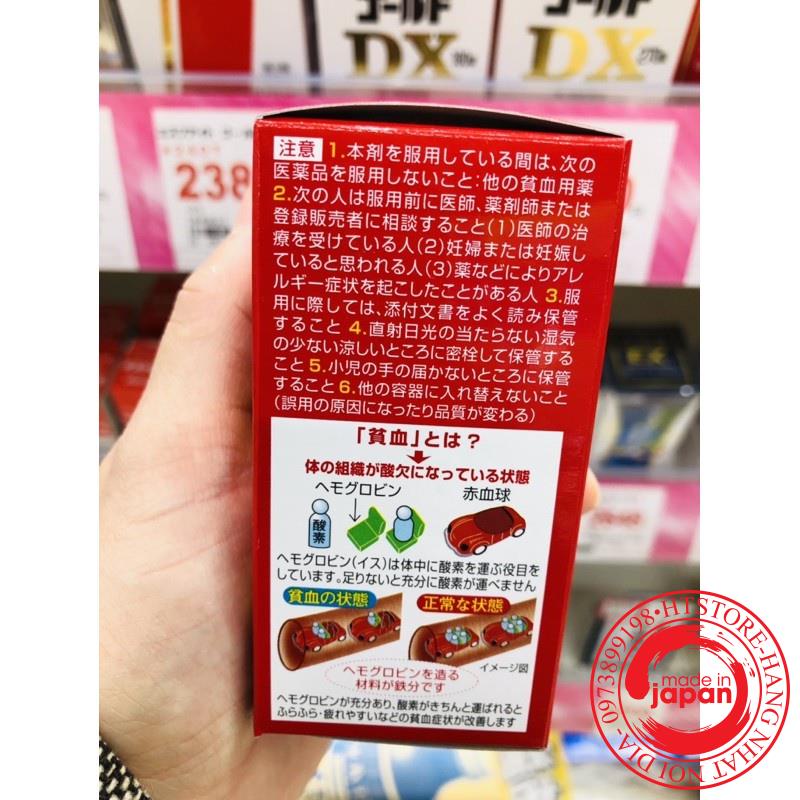 ゴールド
DX
DX
238
注意 1.本剤を服用している間は、次の
医薬品を服用しないこと:他の貧血用薬
2.次の人は服用前に医師、薬剤師または
登録販売者に相談すること(1)医師の治
療を受けている人(2)妊婦または妊娠し
ていると思われる人(3)薬などによりアレ
ルギー症状を起こしたことがある人 3.服
用に際しては、添付文書をよく読み保管
すること 4.直射日光の当たらない湿気
の少ない涼しいところに密栓して保管する
こと 5.小児の手の届かないところに保管
すること 6.他の容器に入れ替えないこと
(誤用の原因になったり品質が変わる)
「貧血」とは?
体の組織が酸欠になっている状態
ヘモグロビン
赤血球
酸素
ヘモグロビン(イス)は体中に酸素を運ぶ役目を
しています。足りないと充分に酸素が運べません
貧血の状態
正常な状態
イメージ図
ヘモグロビンを造る
材料が鉄分です
ヘモグロビンが充分あり、酸素がきちんと運ばれると
ふらふら・疲れやすいなどの貧血症状が改善します
HTSTORE-HANG NHAT NOI DIA- 0973899198
made in
japan